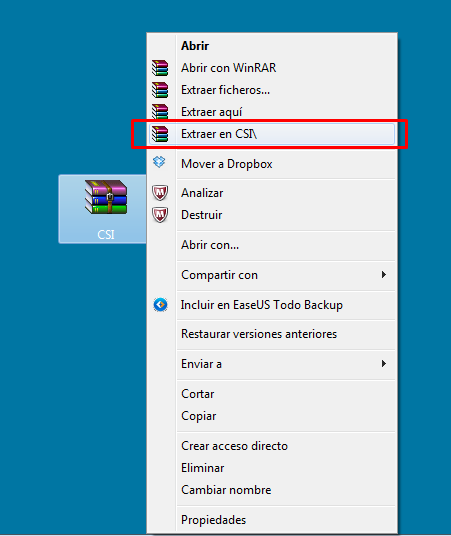 Abrir
Abrir con WinRAR
Extraer ficheros...
Extraer aquí
Extraer en CSI\
Mover a Dropbox
Analizar
Destruir
CSI
Abrir con...
Compartir con
Incluir en EaseUS Todo Backup
Restaurar versiones anteriores
Enviar a
Cortar
Copiar
Crear acceso directo
Eliminar
Cambiar nombre
Propiedades